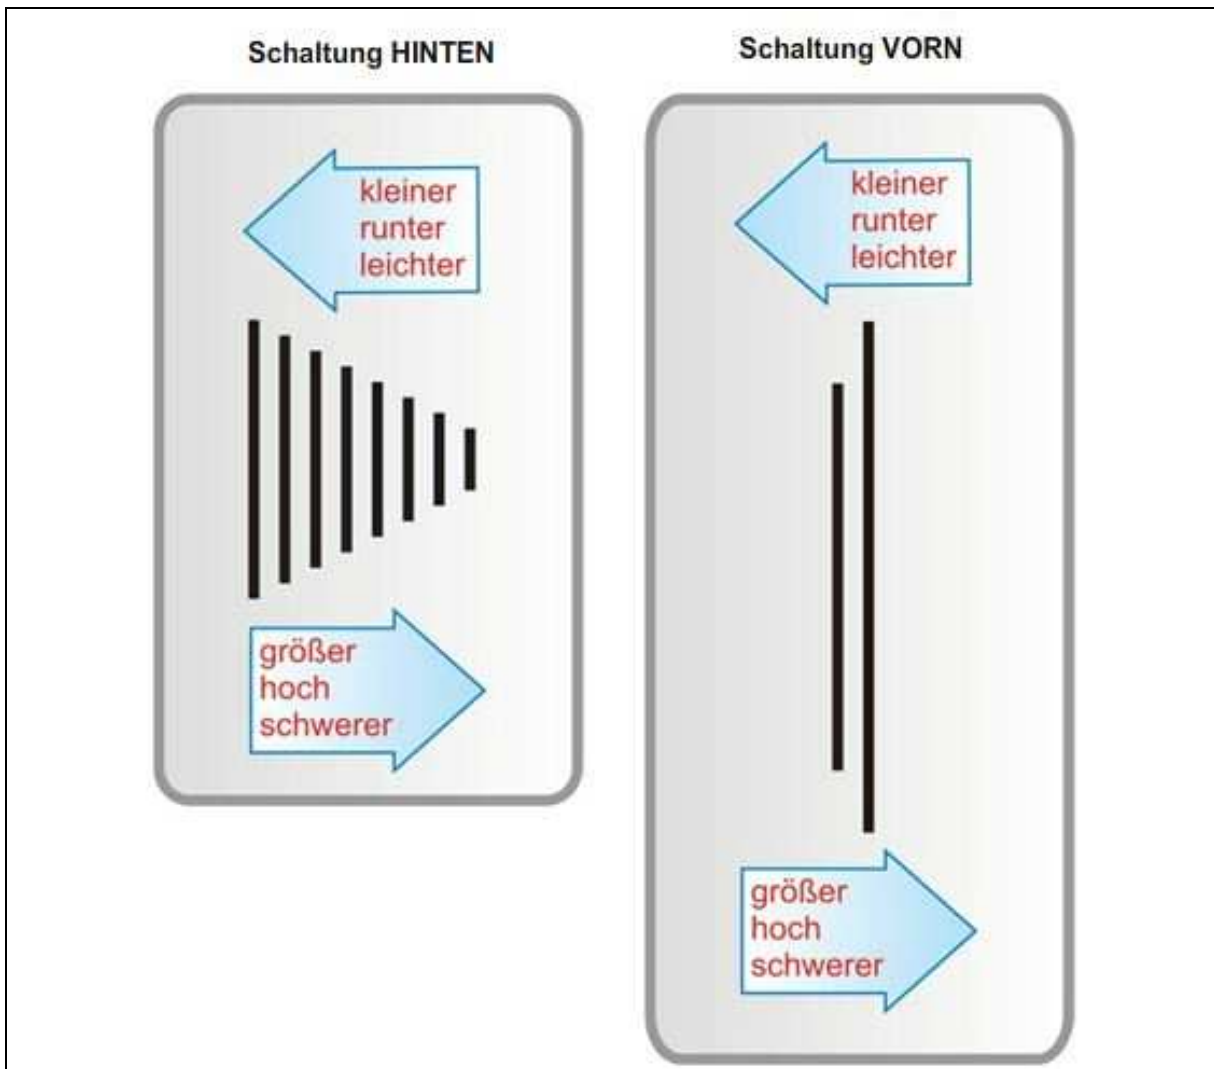 Schaltung HINTEN
kleiner
runter
leichter
größer
hoch
schwerer
Schaltung VORN
kleiner
runter
leichter
größer
hoch
schwerer